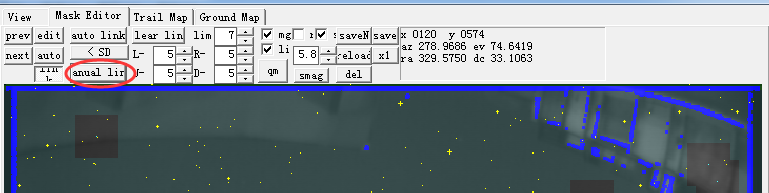 View Mask Editor Trail Map Ground Map
prev edit auto link lear lin lim 7 mg s saveN save x 0120 y 0574
next auto < SD L- 5 R- 5 li 5.8 reload x1 az 278.9686 ev 74.6419
anual lir 5 D- 5 qm smag del ra 329.5750 dc 33.1063